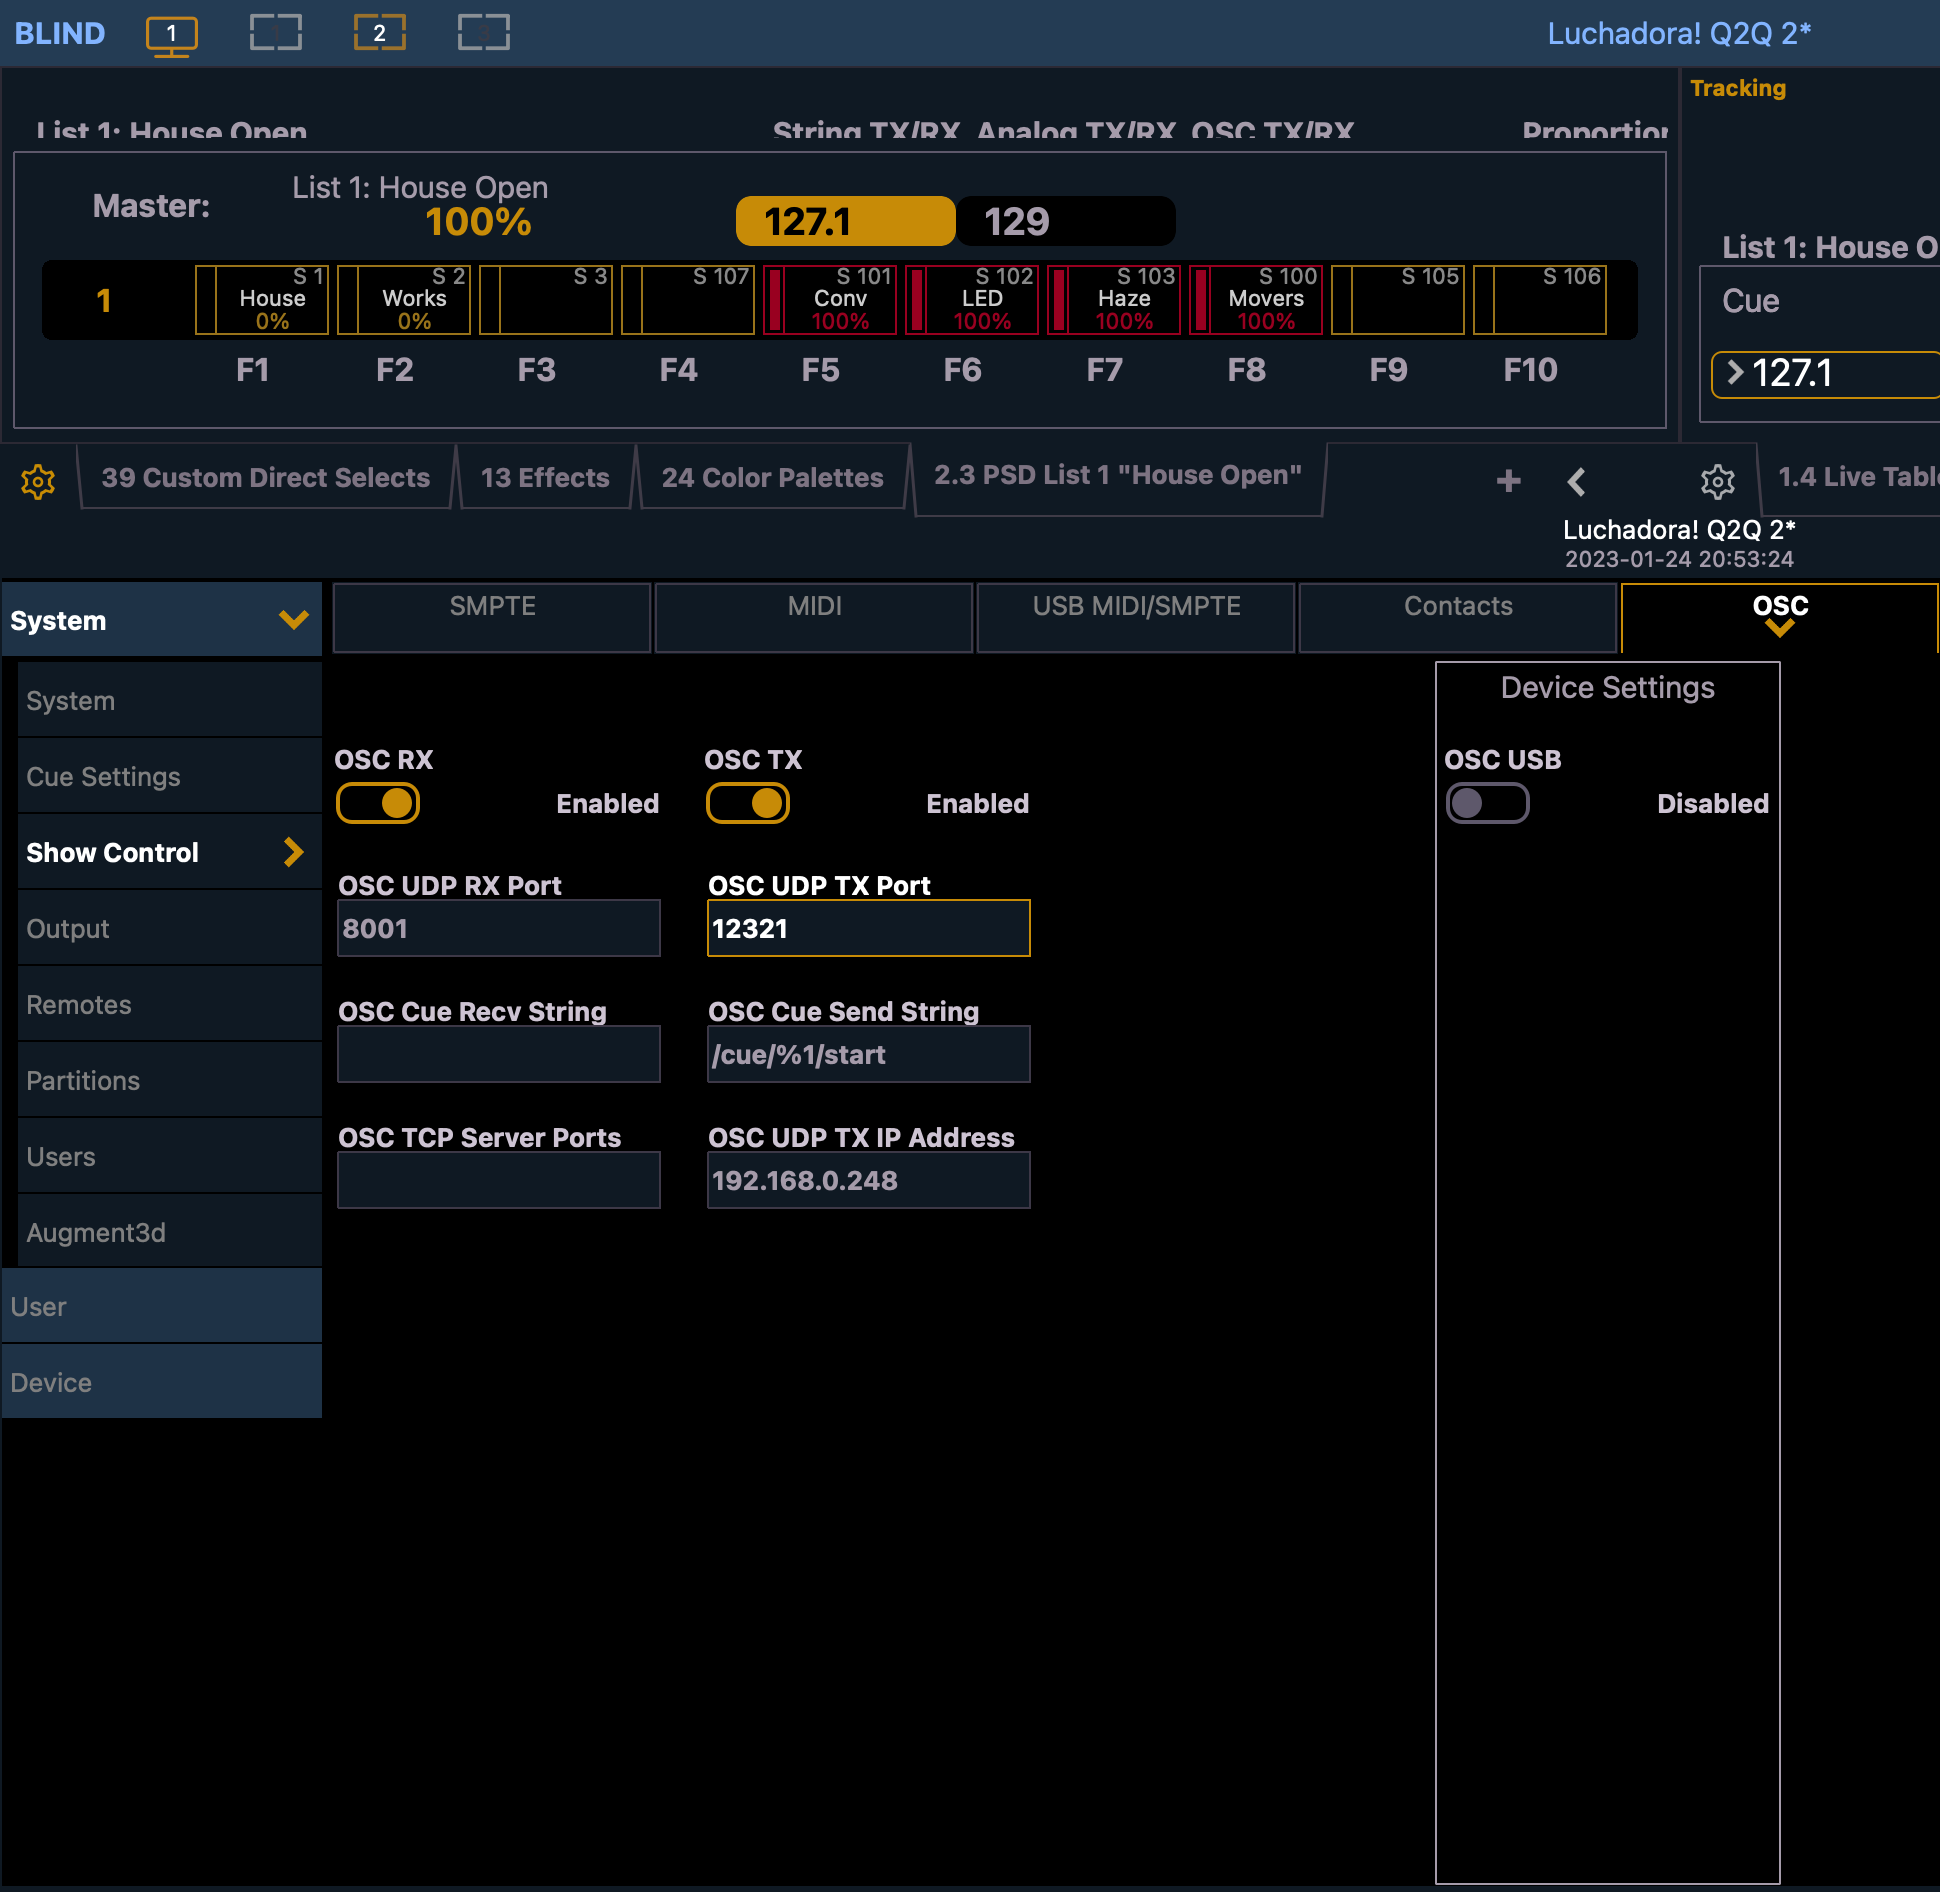 BLIND 1 2 Luchadora! Q2Q 2*
Tracking
List 1: House Open String TX/RX Analog TX/RX OSC TX/RX
Master: List 1: House Open
100% 127.1 129
List 1: House O
Cue
1
S 1 S 2 S 3 S 107 S 101 S 102 S 103 S 100 S 105 S 106
House Works Conv LED Haze Movers
0% 0% 100% 100% 100% 100%
F1 F2 F3 F4 F5 F6 F7 F8 F9 F10
127.1
39 Custom Direct Selects 13 Effects 24 Color Palettes 2.3 PSD List 1 "House Open" + 1.4 Live Tabl
Luchadora! Q2Q 2*
2023-01-24 20:53:24
System SMPTE MIDI USB MIDI/SMPTE Contacts OSC
System
Cue Settings
Show Control
Output
Remotes
Partitions
Users
Augment3d
User
Device
OSC RX
Enabled
OSC TX
Enabled
OSC UDP RX Port
8001
OSC UDP TX Port
12321
OSC Cue Recv String
OSC Cue Send String
/cue/%1/start
OSC TCP Server Ports
OSC UDP TX IP Address
192.168.0.248
Device Settings
OSC USB
Disabled